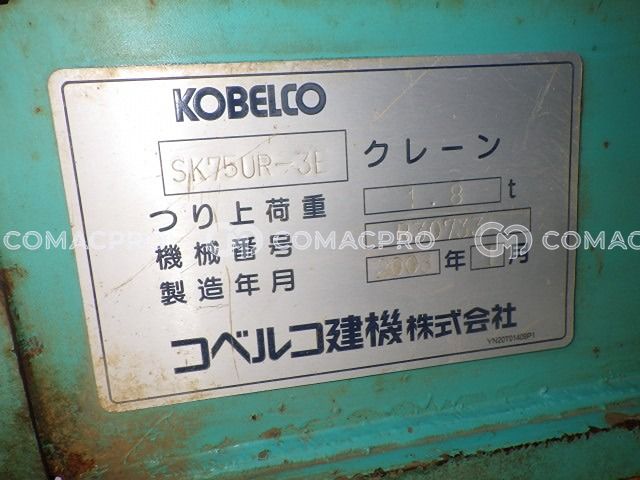 KOBELCO
SK75UR-3E クレーン
つり上荷重 1.8 t
機械番号
製造年月 年 月
コベルコ建機株式会社
YN20T01409P1
COMACPRO COMACPRO COMACPRO